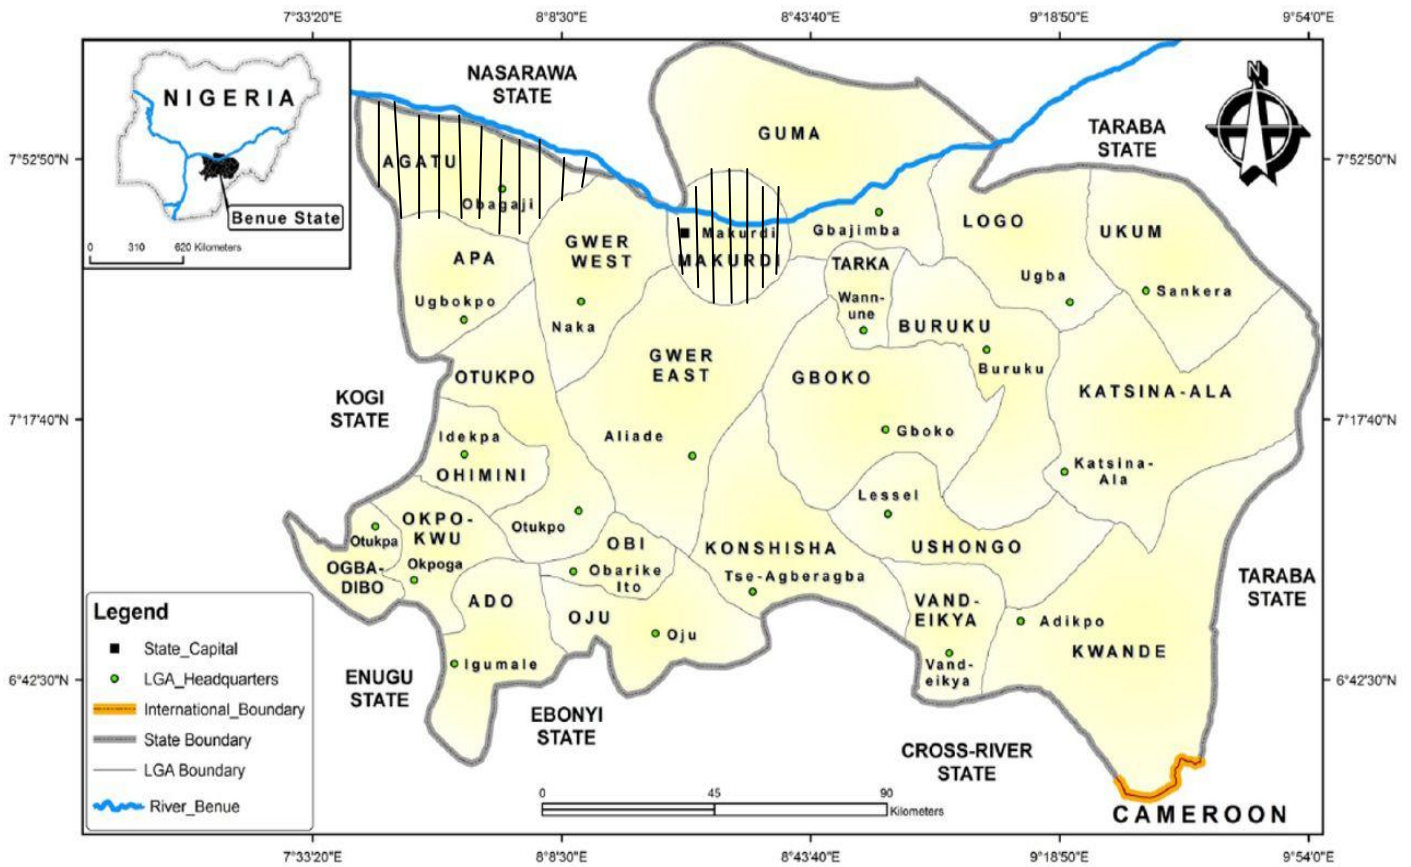 7°33'20"E
8°8'30"E
8°43'40"E
9°18'50"E
9°54'0"E
NIGERIA
Benue State
0 310 620 Kilometers
NASARAWA
STATE
GUMA
TARABA
STATE
N
7°52'50"N
7°52'50"N
AGATU
Obagaji
Makurdi
MAKURDI
Gbajimba
LOGO
UKUM
GWER
WEST
APA
TARKA
Ugba
Sankera
Ugbokpo
Naka
Wann-
une
BURUKU
Buruku
GWER
EAST
OTUKPO
GBOKO
KATSINA-ALA
KOGI
STATE
7°17'40"N
7°17'40"N
Idekpa
Aliade
Gboko
OHIMINI
Katsina-
Ala
Lessel
OKPO-
KWU
Otukpo
Otukpa
OBI
KONSHISHA
USHONGO
OGBA-
DIBO
Okpoga
Obarike
Ito
Tse-Agberagba
TARABA
STATE
ADO
OJU
Oju
VAND-
EIKYA
Adikpo
KWANDE
Igumale
Vand-
eikya
6°42'30"N
6°42'30"N
ENUGU
STATE
EBONYI
STATE
CROSS-RIVER
STATE
CAMEROON
Legend
State_Capital
LGA_Headquarters
International_Boundary
State Boundary
LGA Boundary
River_Benue
0 45 90
Kilometers
7°33'20"E
8°8'30"E
8°43'40"E
9°18'50"E
9°54'0"E